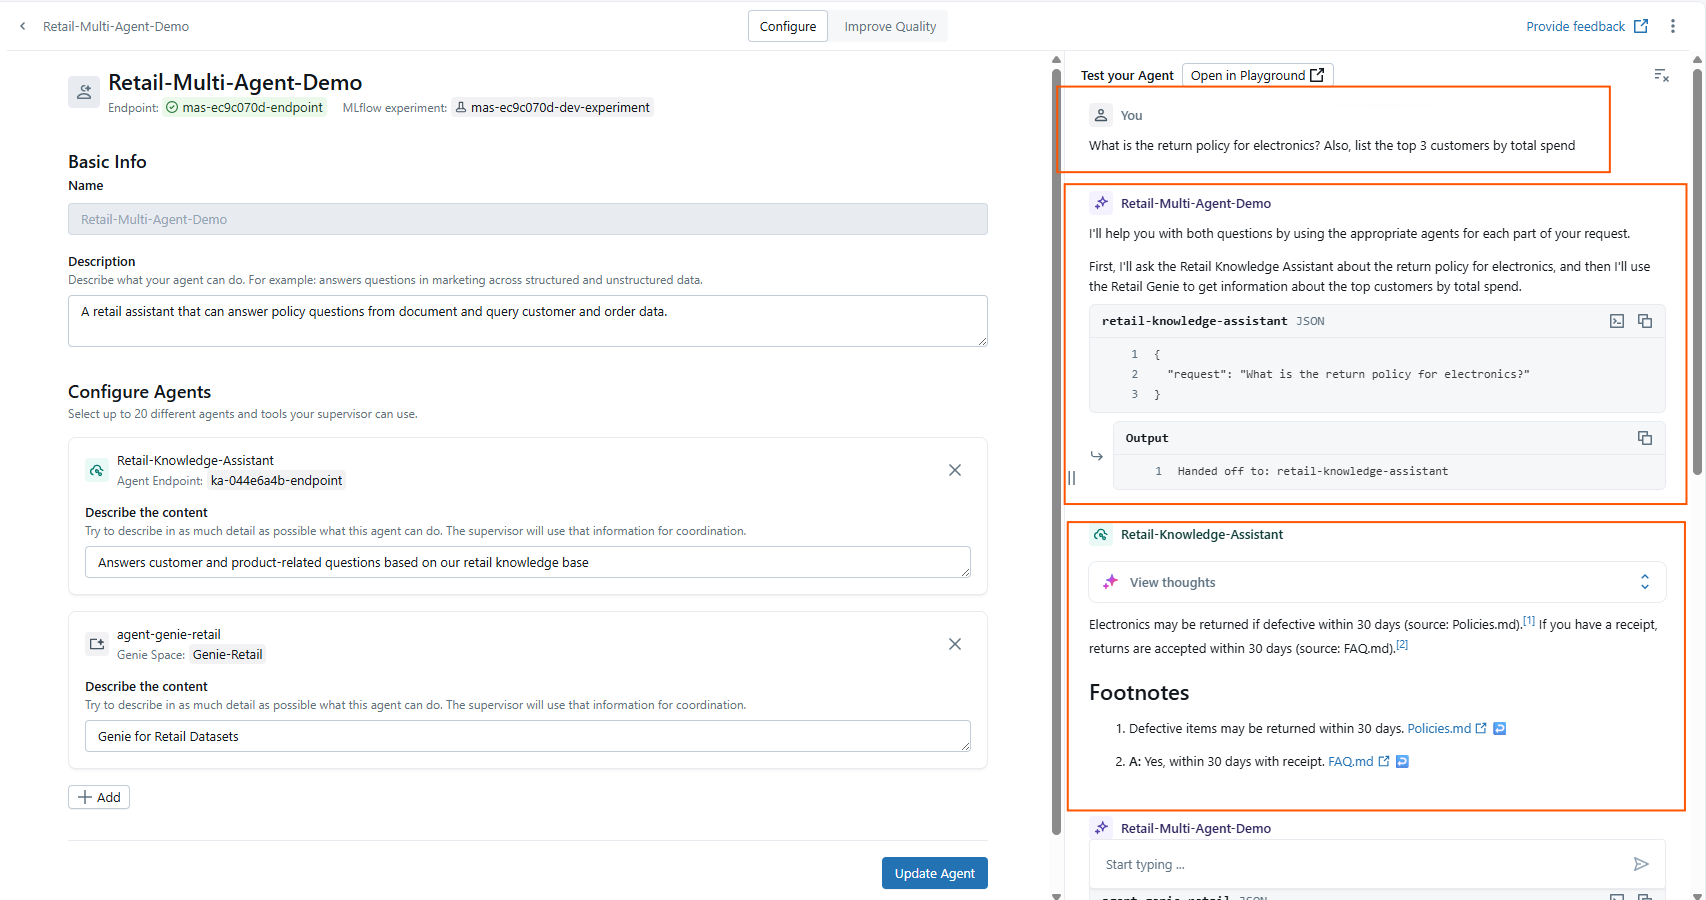 Retail-Multi-Agent-Demo
Configure
Improve Quality
Provide feedback
Retail-Multi-Agent-Demo
Endpoint: mas-ec9c070d-endpoint MLflow experiment: mas-ec9c070d-dev-experiment
Basic Info
Name
Retail-Multi-Agent-Demo
Description
Describe what your agent can do. For example: answers questions in marketing across structured and unstructured data.
A retail assistant that can answer policy questions from document and query customer and order data.
Configure Agents
Select up to 20 different agents and tools your supervisor can use.
Retail-Knowledge-Assistant
Agent Endpoint: ka-044e6a4b-endpoint
Describe the content
Try to describe in as much detail as possible what this agent can do. The supervisor will use that information for coordination.
Answers customer and product-related questions based on our retail knowledge base
agent-genie-retail
Genie Space: Genie-Retail
Describe the content
Try to describe in as much detail as possible what this agent can do. The supervisor will use that information for coordination.
Genie for Retail Datasets
Add
Update Agent
Test your Agent
Open in Playground
You
What is the return policy for electronics? Also, list the top 3 customers by total spend
Retail-Multi-Agent-Demo
I'll help you with both questions by using the appropriate agents for each part of your request.
First, I'll ask the Retail Knowledge Assistant about the return policy for electronics, and then I'll use
the Retail Genie to get information about the top customers by total spend.
retail-knowledge-assistant JSON
1 {
2 "request": "What is the return policy for electronics?"
3 }
Output
1 Handed off to: retail-knowledge-assistant
Retail-Knowledge-Assistant
View thoughts
Electronics may be returned if defective within 30 days (source: Policies.md).[1] If you have a receipt,
returns are accepted within 30 days (source: FAQ.md).[2]
Footnotes
1. Defective items may be returned within 30 days. Policies.md
2. A: Yes, within 30 days with receipt. FAQ.md
Retail-Multi-Agent-Demo
Start typing ...
agent-genie-retail JSON